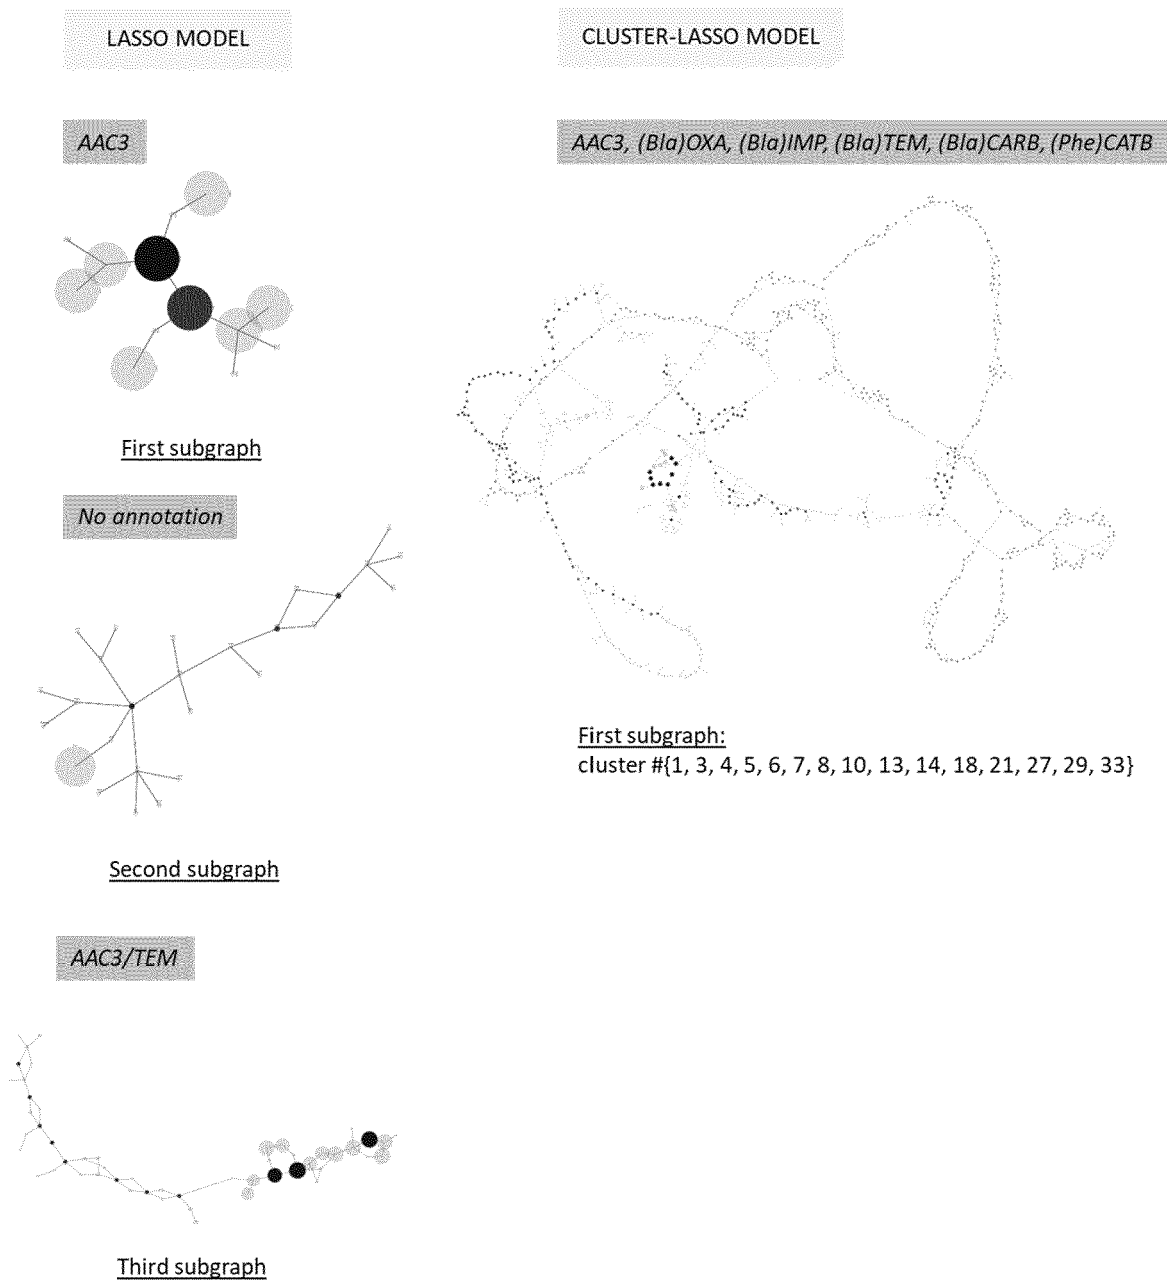 LASSO MODEL
AAC3
First subgraph
No annotation
Second subgraph
AAC3/TEM
Third subgraph
CLUSTER-LASSO MODEL
AAC3, (Bla)OXA, (Bla)IMP, (Bla)TEM, (Bla)CARB, (Phe)CATB
First subgraph:
cluster #{1, 3, 4, 5, 6, 7, 8, 10, 13, 14, 18, 21, 27, 29, 33}